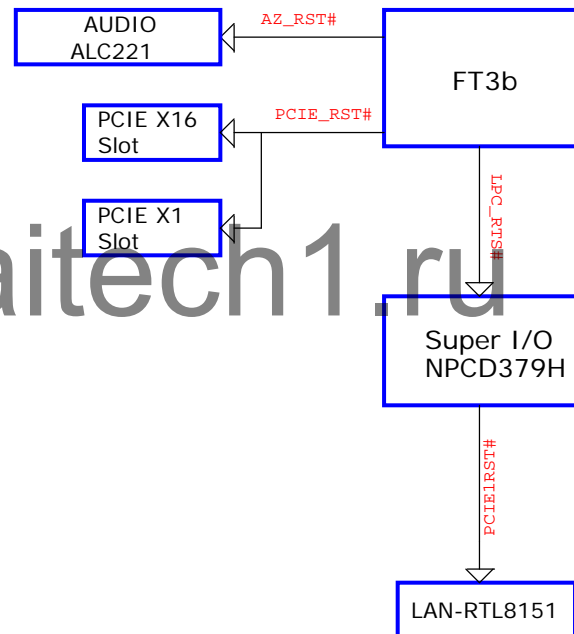 AUDIO
ALC221
AZ_RST#
FT3b
PCIE X16
Slot
PCIE_RST#
PCIE X1
Slot
LPC_RTS#
aitech1.ru
Super I/O
NPCD379H
PCIE1RST#
LAN-RTL8151